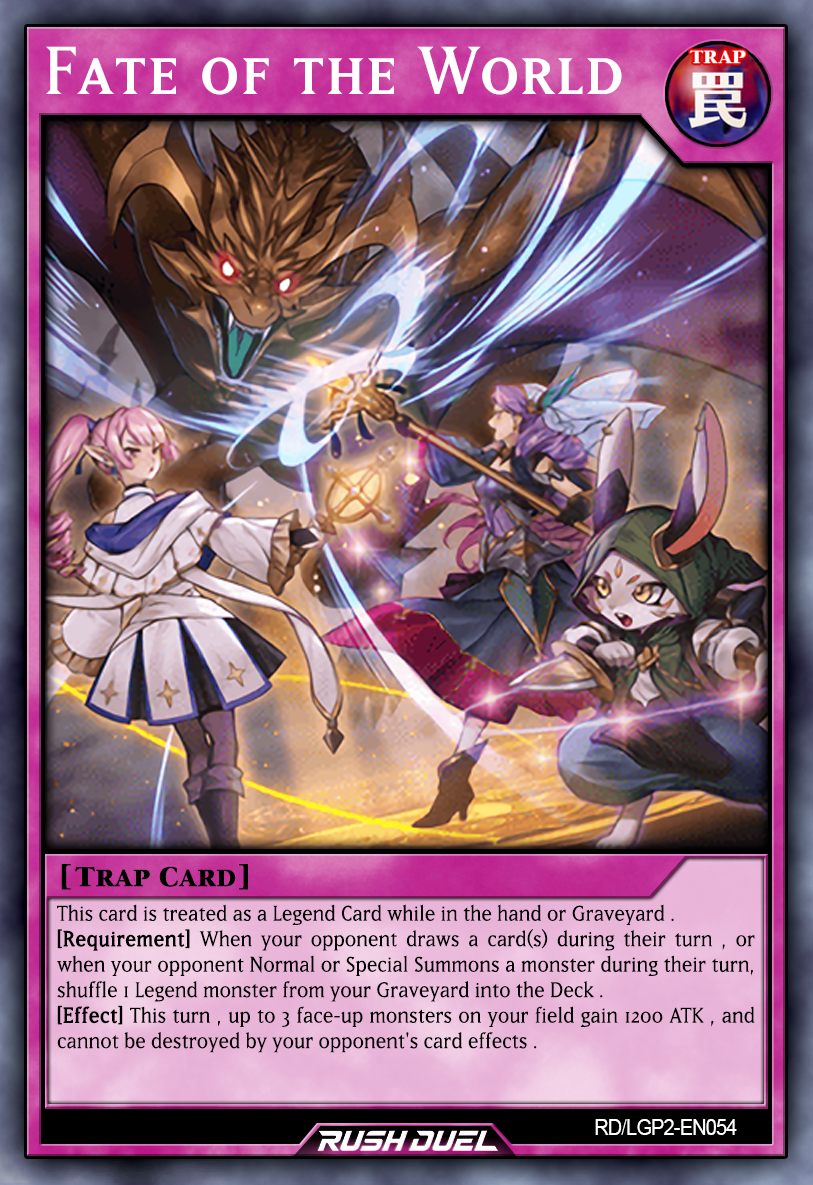 Fate of the World
TRAP
罠
[Trap Card]
This card is treated as a Legend Card while in the hand or Graveyard .
[Requirement] When your opponent draws a card(s) during their turn , or
when your opponent Normal or Special Summons a monster during their turn,
shuffle 1 Legend monster from your Graveyard into the Deck .
[Effect] This turn , up to 3 face-up monsters on your field gain 1200 ATK , and
cannot be destroyed by your opponent's card effects .
RD/LGP2-EN054
RUSH DUEL